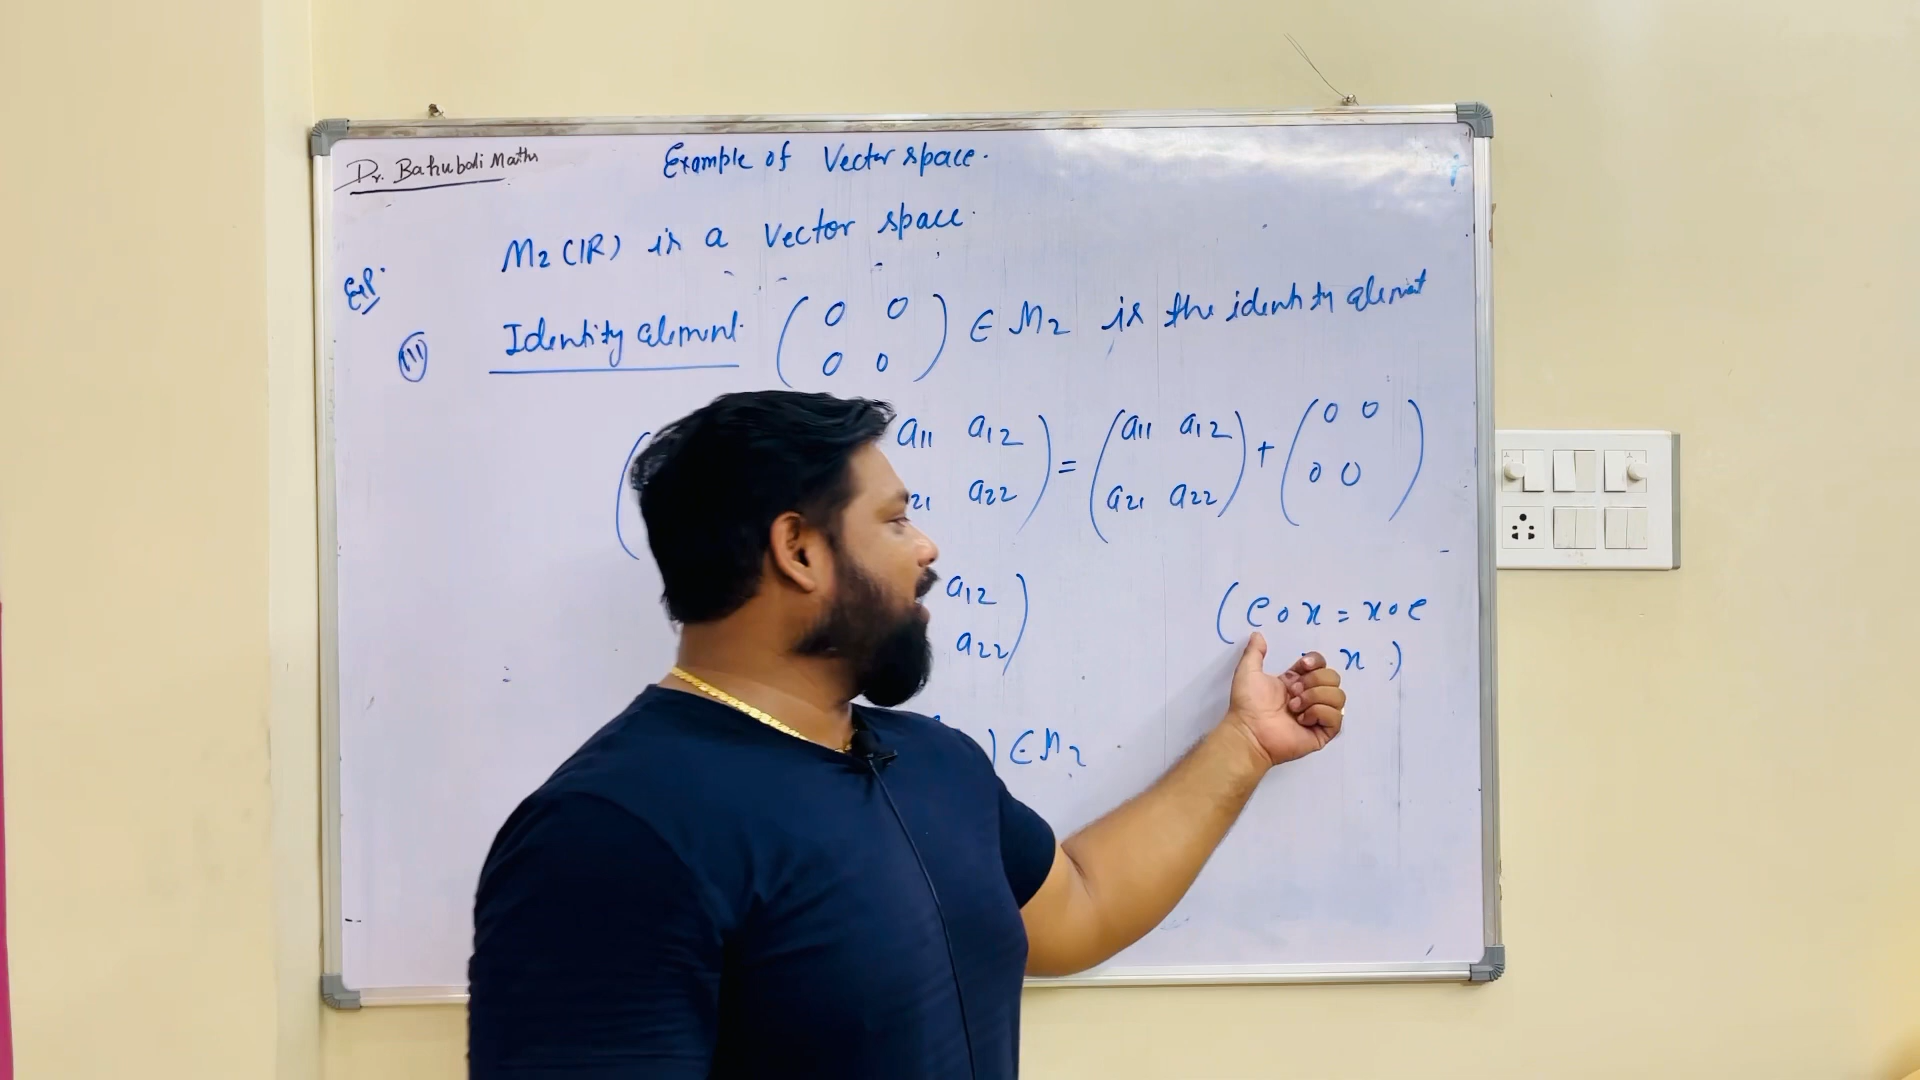 Dr. Bahubali Maths
Example of Vector space.
Exp.
M2 (IR) is a Vector space.
(III) Identity element. ( 0 0 / 0 0 ) ∈ M2 is the identity element
( a11 a12 / 21 a22 ) = ( a11 a12 / a21 a22 ) + ( 0 0 / 0 0 )
a12 / a22 )
( e o x = x o e
x )
) ∈ M2